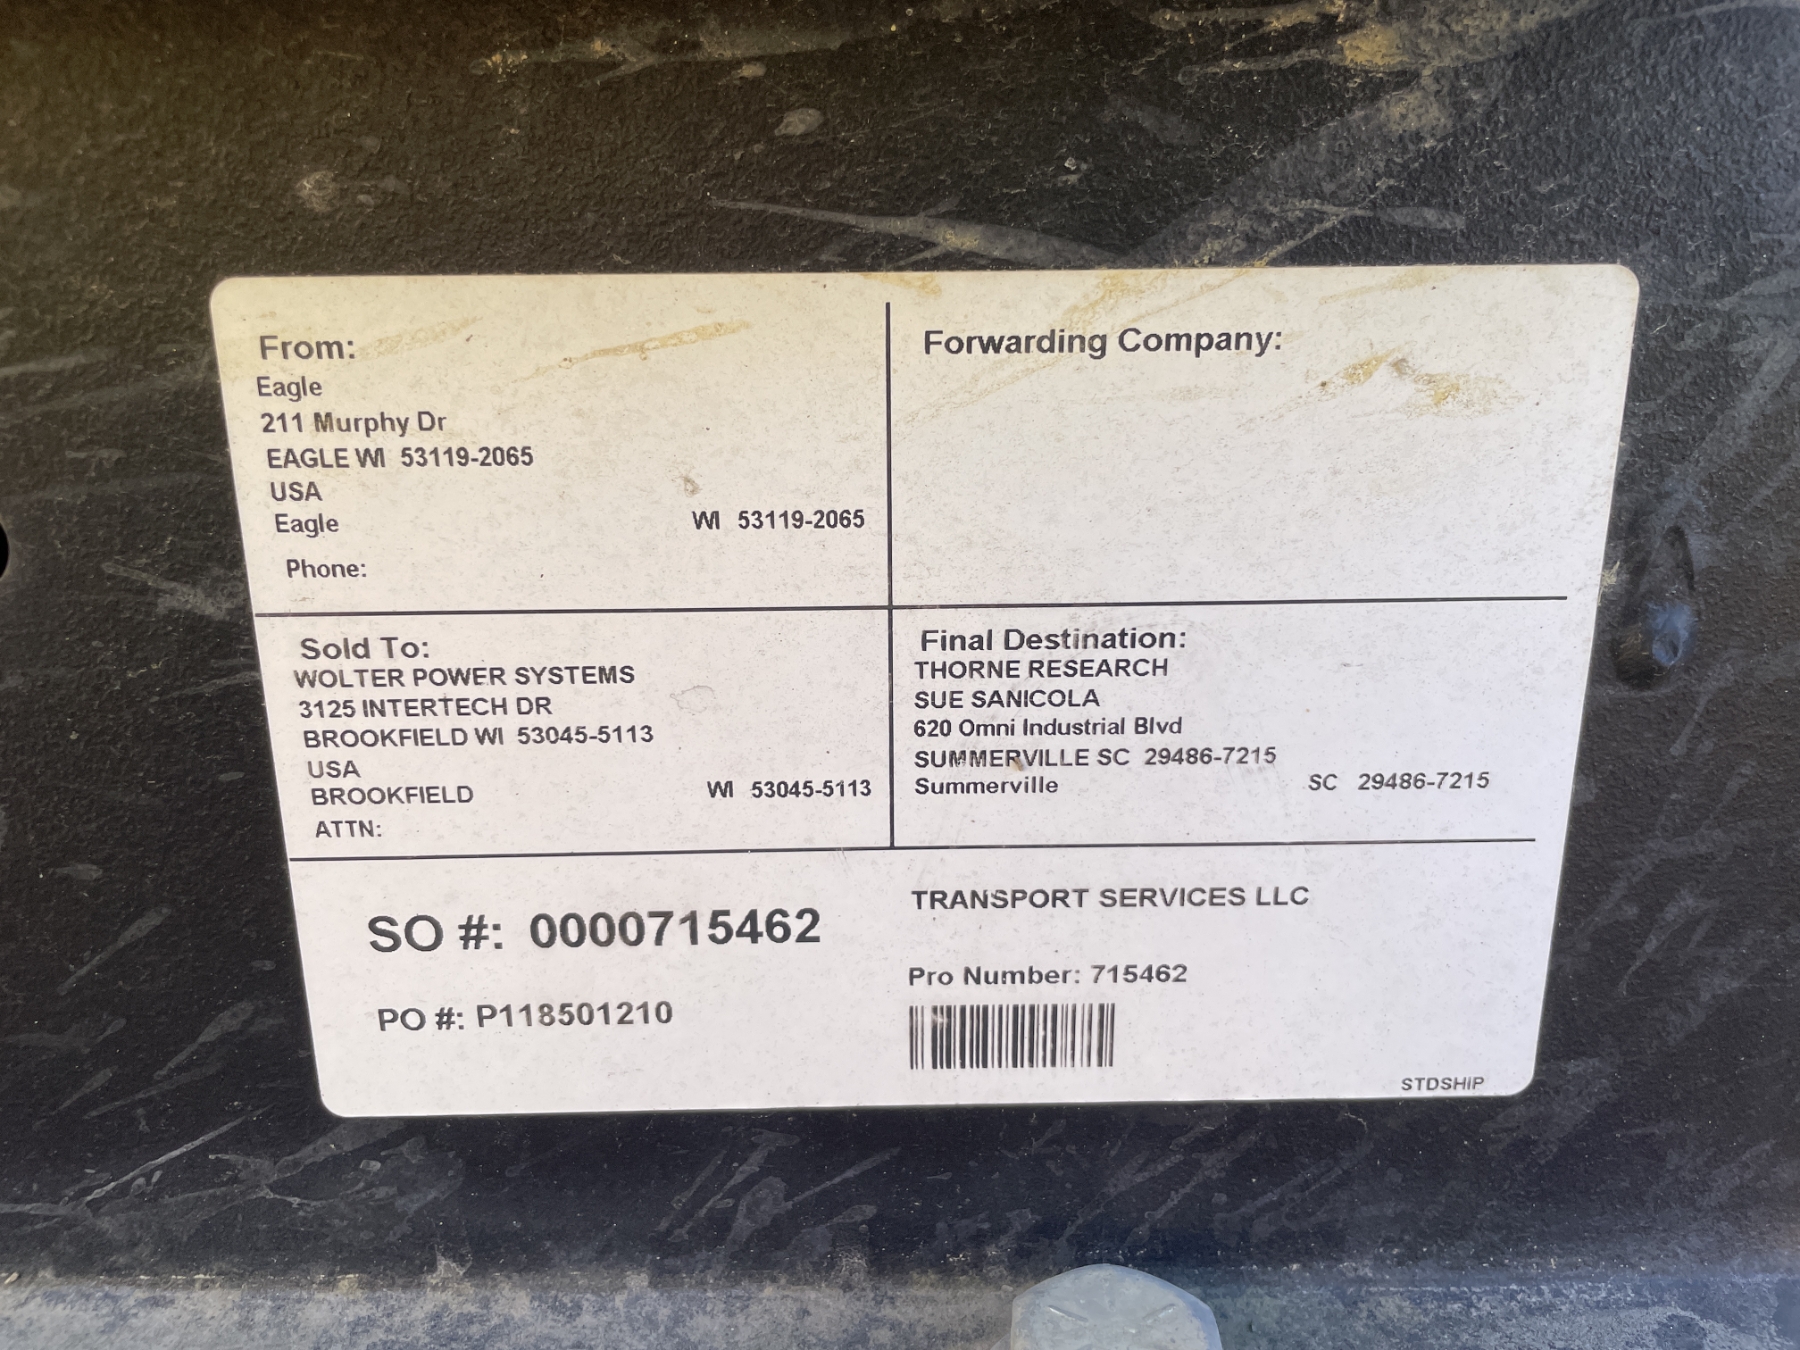 From:
Eagle
211 Murphy Dr
EAGLE WI 53119-2065
USA
Eagle WI 53119-2065
Phone:
Forwarding Company:
Sold To:
WOLTER POWER SYSTEMS
3125 INTERTECH DR
BROOKFIELD WI 53045-5113
USA
BROOKFIELD WI 53045-5113
ATTN:
Final Destination:
THORNE RESEARCH
SUE SANICOLA
620 Omni Industrial Blvd
SUMMERVILLE SC 29486-7215
Summerville SC 29486-7215
SO #: 0000715462
PO #: P118501210
TRANSPORT SERVICES LLC
Pro Number: 715462
STDSHIP